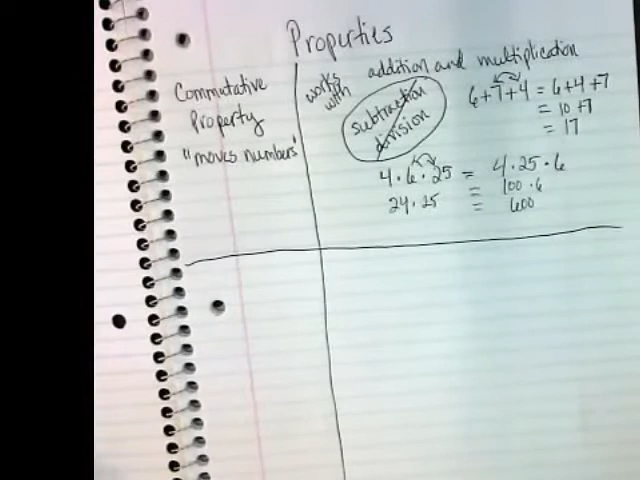 Properties
Commutative
Property
"moves numbers"
works with addition and multiplication
subtraction
division
6+7+4 = 6+4+7
= 10+7
= 17
4·6·25 = 4·25·6
= 100·6
24·25 = 600